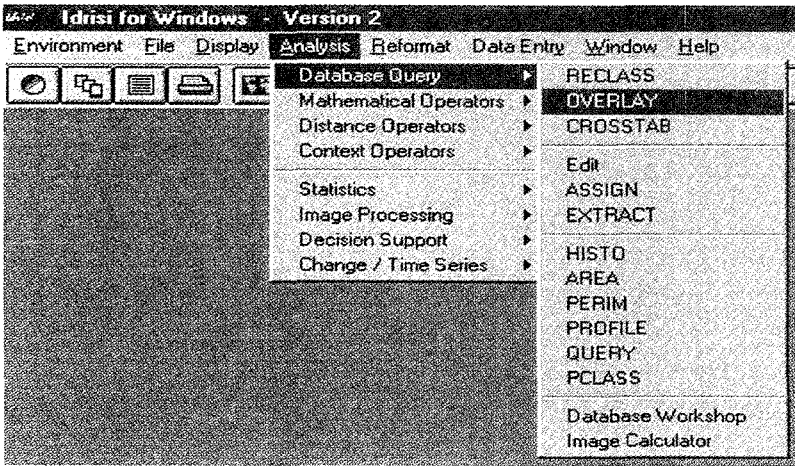 Idrisi for Windows - Version 2
Environment File Display Analysis Reformat Data Entry Window Help
Database Query
Mathematical Operators
Distance Operators
Context Operators
Statistics
Image Processing
Decision Support
Change / Time Series
RECLASS
OVERLAY
CROSSTAB
Edit
ASSIGN
EXTRACT
HISTO
AREA
PERIM
PROFILE
QUERY
PCLASS
Database Workshop
Image Calculator